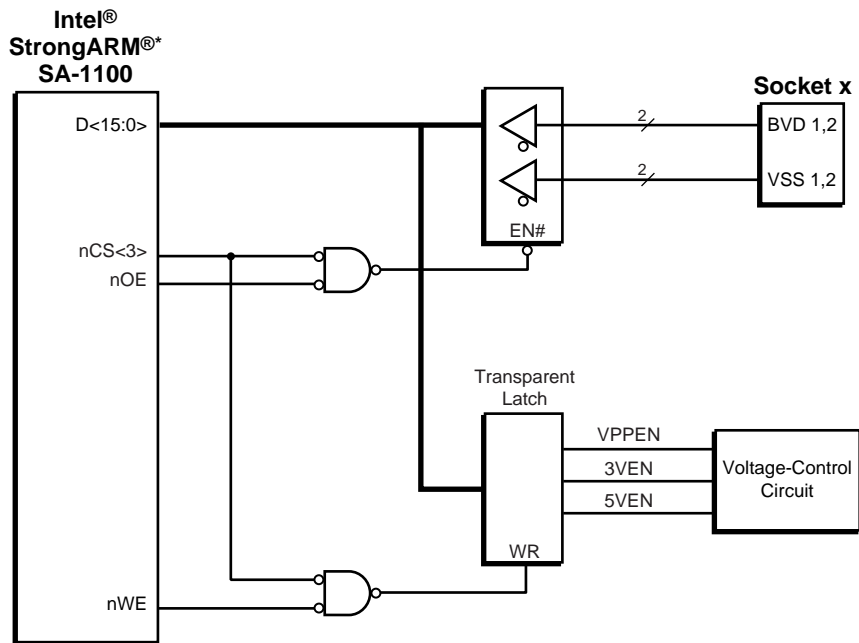 Intel®
StrongARM®*
SA-1100
Socket x
D<15:0>
2
BVD 1,2
2
VSS 1,2
EN#
nCS<3>
nOE
Transparent
Latch
VPPEN
3VEN
5VEN
Voltage-Control
Circuit
WR
nWE